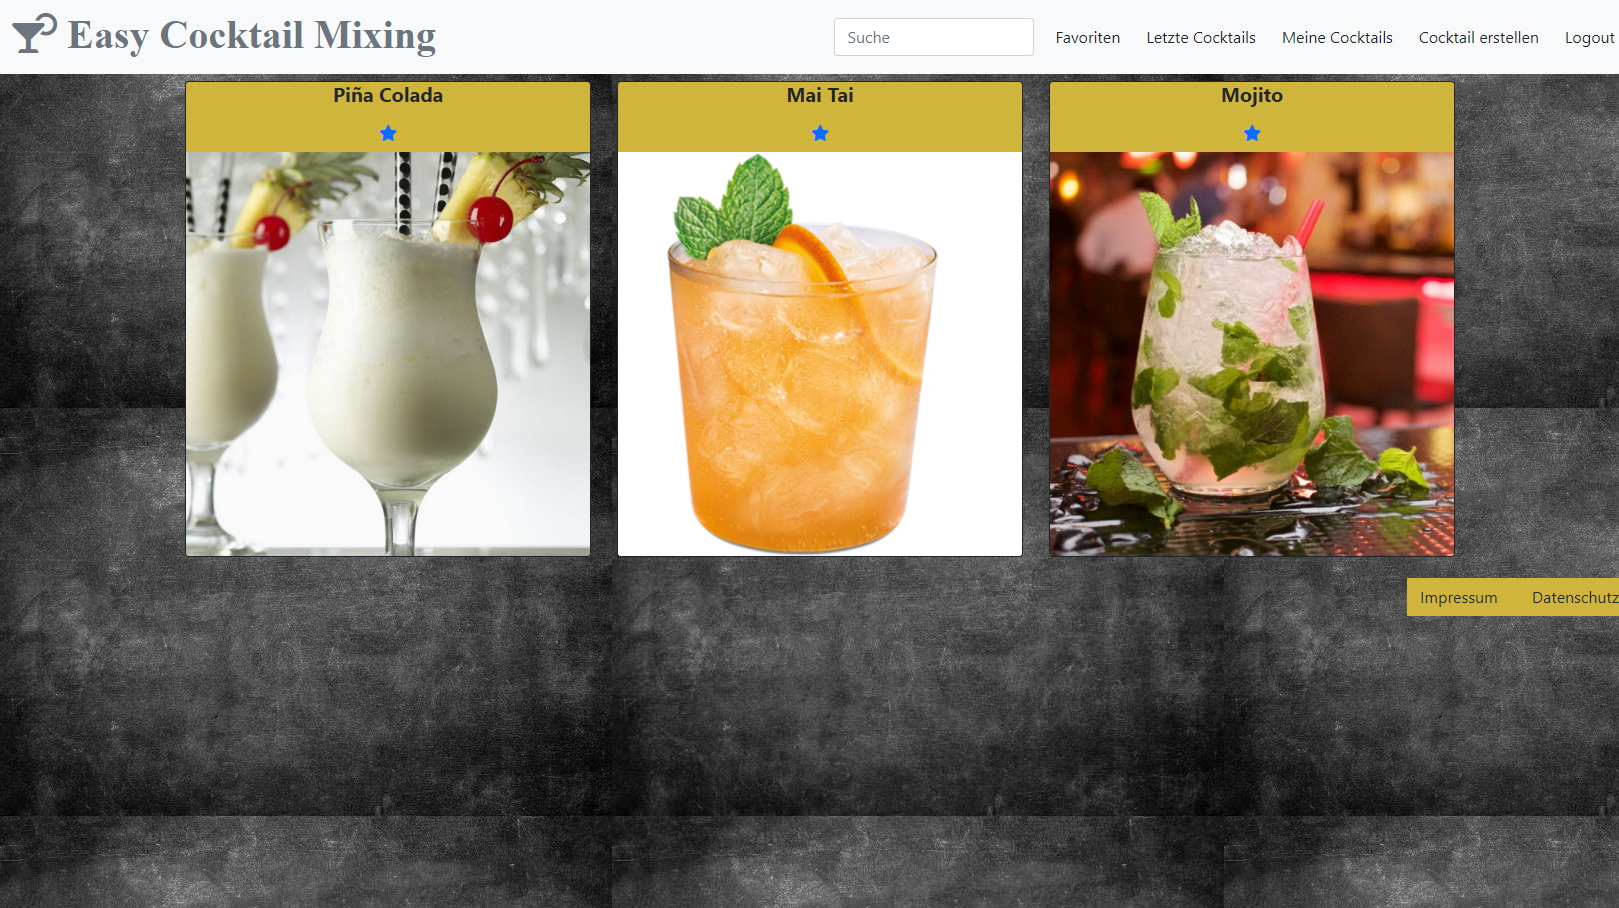 Easy Cocktail Mixing
Suche
Favoriten
Letzte Cocktails
Meine Cocktails
Cocktail erstellen
Logout
Piña Colada
Mai Tai
Mojito
Impressum
Datenschutz